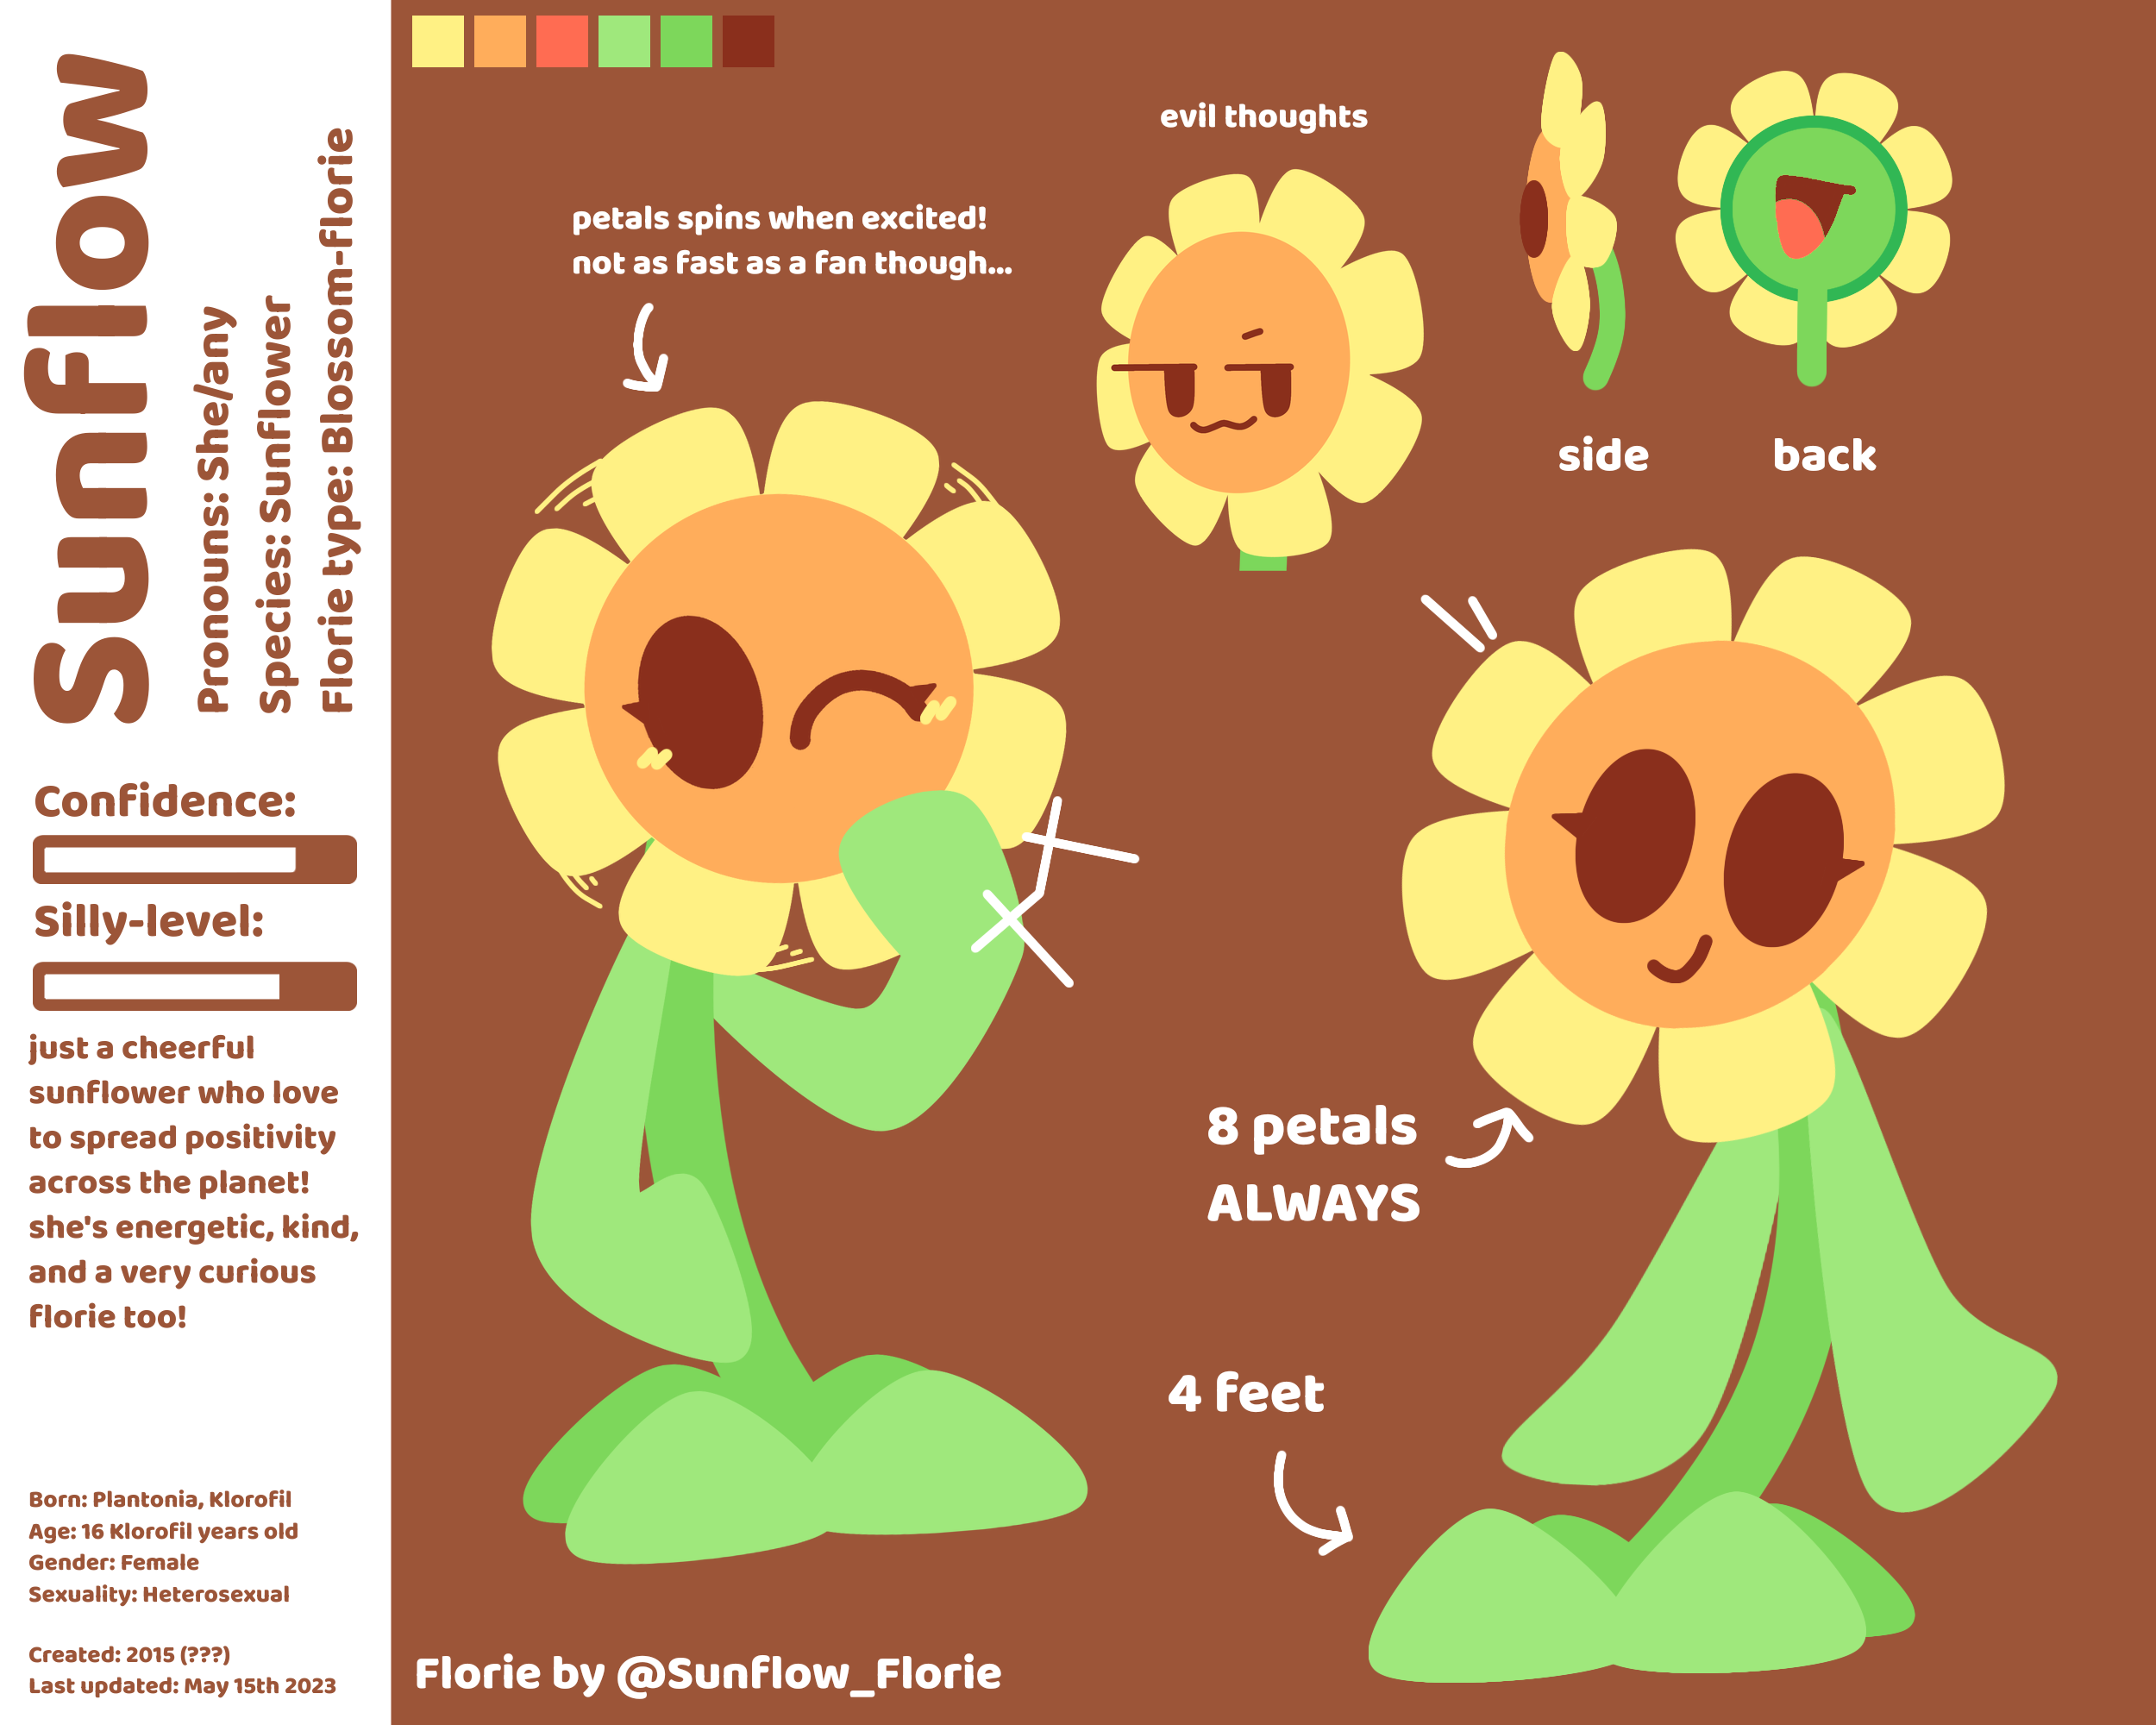 Sunflow
Pronouns: She/any
Species: Sunflower
Florie type: Blossom-florie
Confidence:
Silly-level:
just a cheerful
sunflower who love
to spread positivity
across the planet!
she's energetic, kind,
and a very curious
florie too!
Born: Plantonia, Klorofil
Age: 16 Klorofil years old
Gender: Female
Sexuality: Heterosexual
Created: 2015 (???)
Last updated: May 15th 2023
petals spins when excited!
not as fast as a fan though...
evil thoughts
side
back
8 petals
ALWAYS
4 feet
Florie by @Sunflow_Florie